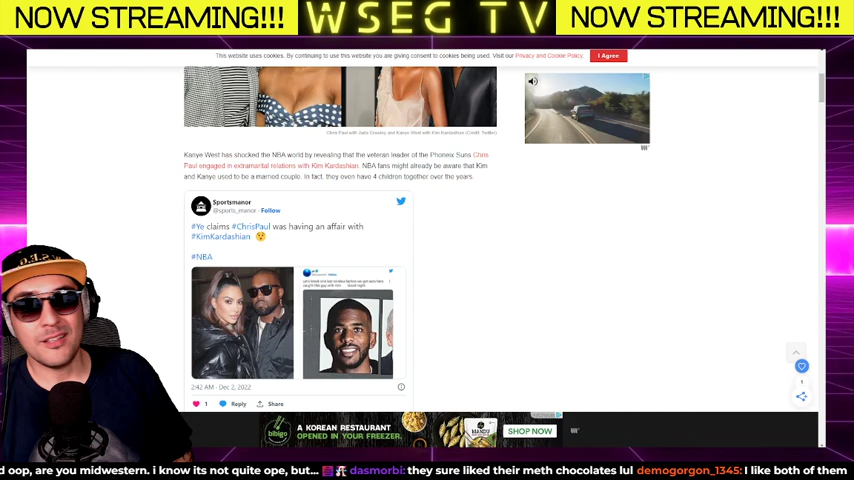 NOW STREAMING!!!
WSEG TV
NOW STREAMING!!!
This website uses cookies. By continuing to use this website you are giving consent to cookies being used. Visit our Privacy and Cookie Policy.
I Agree
Chris Paul with Jada Crawley and Kanye West with Kim Kardashian (Credit: Twitter)
Kanye West has shocked the NBA world by revealing that the veteran leader of the Phoneix Suns Chris
Paul engaged in extramarital relations with Kim Kardashian. NBA fans might already be aware that Kim
and Kanye used to be a married couple. In fact, they even have 4 children together over the years.
Sportsmanor
@sports_manor · Follow
#Ye claims #ChrisPaul was having an affair with
#KimKardashian
#NBA
2:42 AM · Dec 2, 2022
1 Reply Share
1
bibigo
A KOREAN RESTAURANT
OPENED IN YOUR FREEZER.
SHOP NOW
W.S.E.G.
d oop, are you midwestern. i know its not quite ope, but... dasmorbi: they sure liked their meth chocolates lul demogorgon_1345: I like both of them